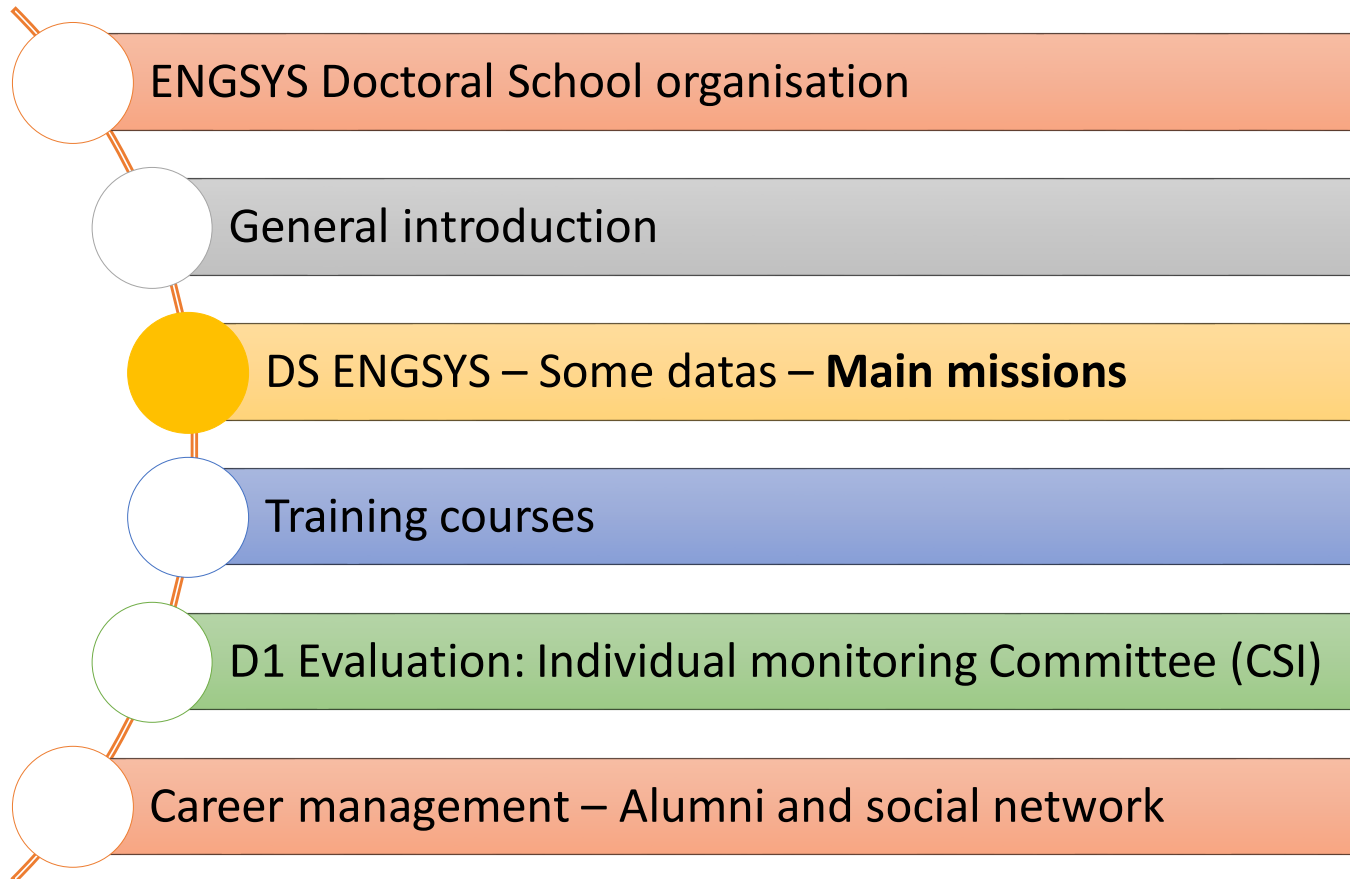 ENGSYS Doctoral School organisation
General introduction
DS ENGSYS – Some datas – Main missions
Training courses
D1 Evaluation: Individual monitoring Committee (CSI)
Career management – Alumni and social network